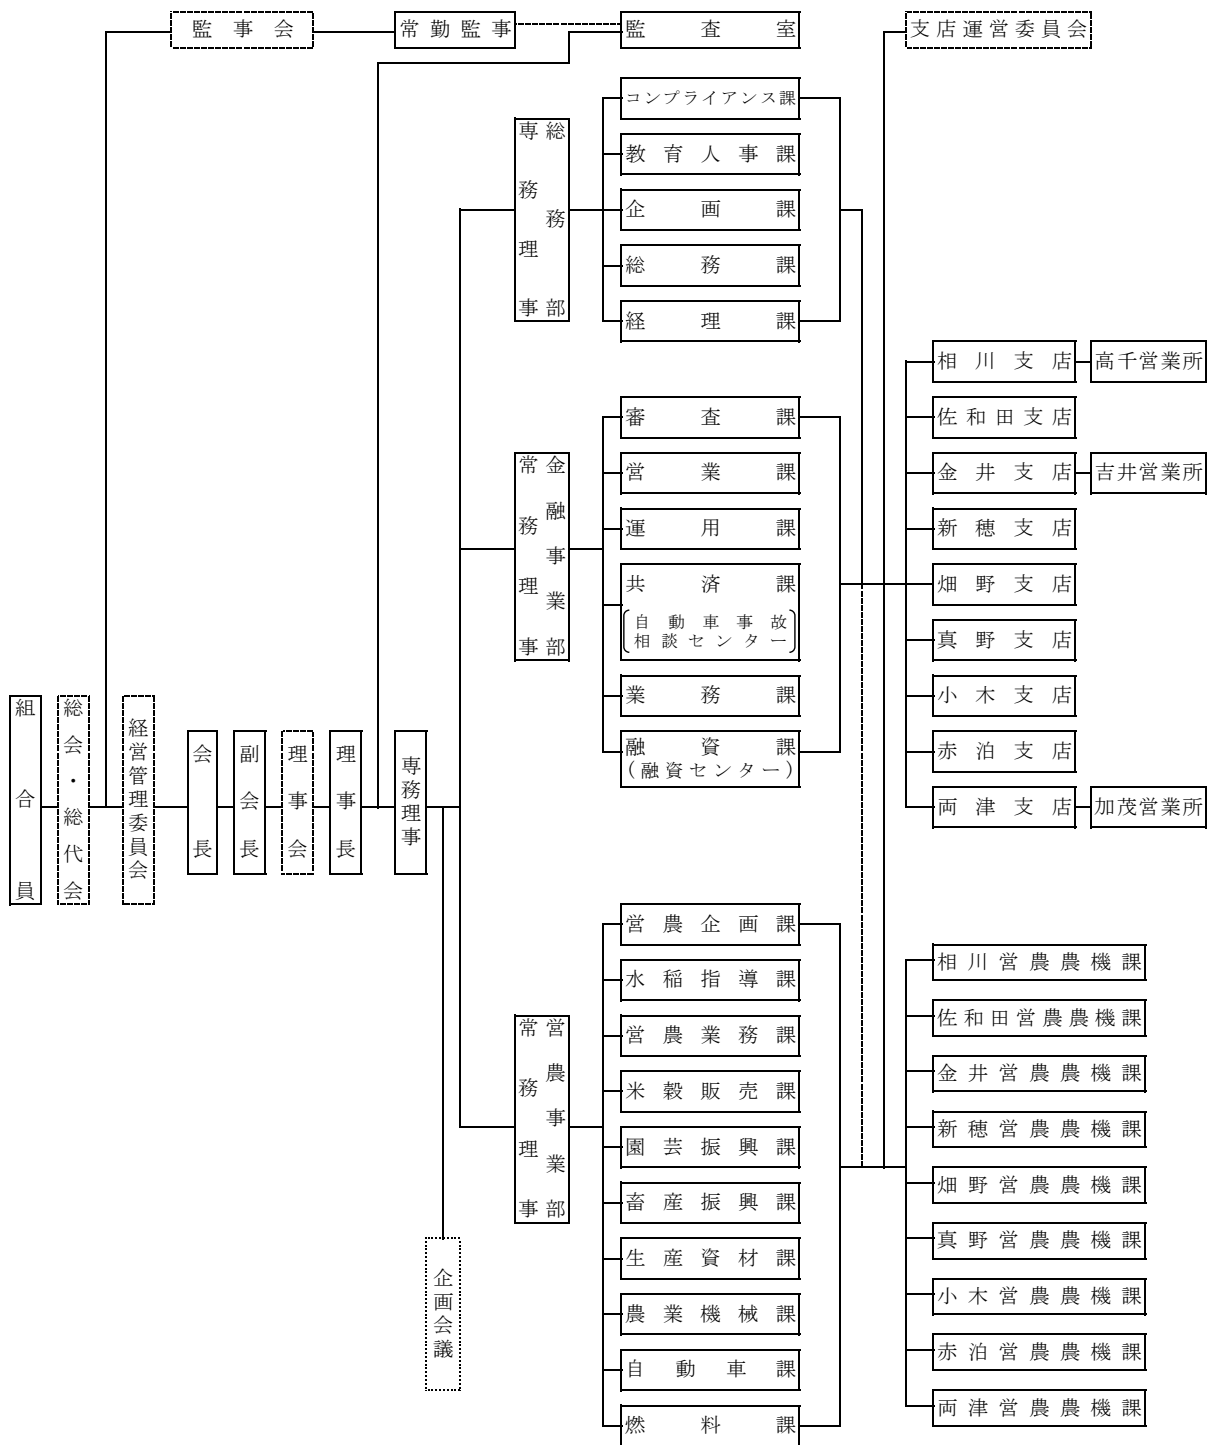 監事会
常勤監事
監査室
支店運営委員会
組合員
総会・総代会
経営管理委員会
会長
副会長
理事会
理事長
専務理事
企画会議
専務理事
総務部
コンプライアンス課
教育人事課
企画課
総務課
経理課
常務理事
金融事業部
審査課
営業課
運用課
共済課
自動車事故
相談センター
業務課
融資課
(融資センター)
相川支店
高千営業所
佐和田支店
金井支店
吉井営業所
新穂支店
畑野支店
真野支店
小木支店
赤泊支店
両津支店
加茂営業所
常務理事
営農事業部
営農企画課
水稲指導課
営農業務課
米穀販売課
園芸振興課
畜産振興課
生産資材課
農業機械課
自動車課
燃料課
相川営農農機課
佐和田営農農機課
金井営農農機課
新穂営農農機課
畑野営農農機課
真野営農農機課
小木営農農機課
赤泊営農農機課
両津営農農機課